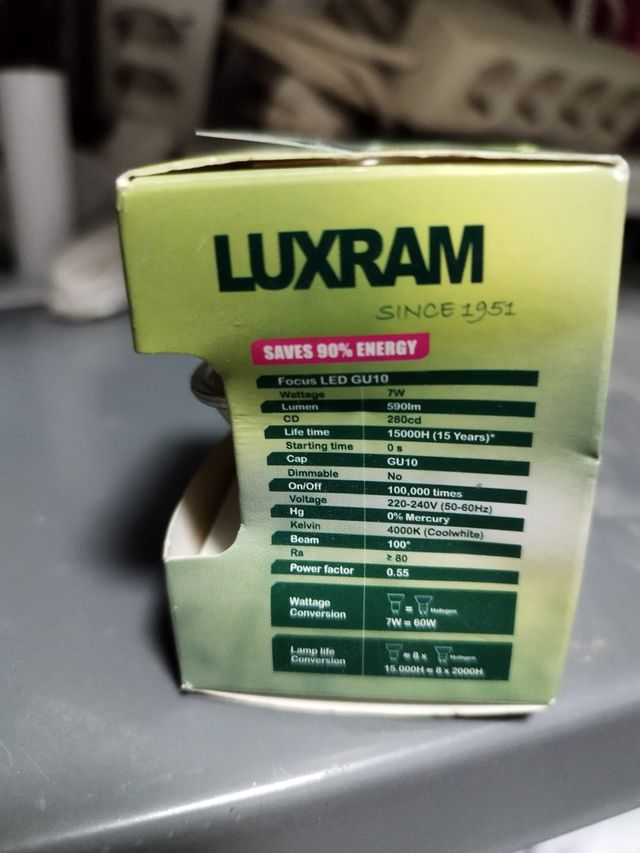 LUXRAM
SINCE 1951
SAVES 90% ENERGY
Focus LED GU10
Wattage 7W
Lumen 590lm
CD 280cd
Life time 15000H (15 Years)*
Starting time 0 s
Cap GU10
Dimmable No
On/Off 100,000 times
Voltage 220-240V (50-60Hz)
Hg 0% Mercury
Kelvin 4000K (Coolwhite)
Beam 100°
Ra ≥ 80
Power factor 0.55
Wattage Conversion
= Halogen
7W = 60W
Lamp life Conversion
= 8 x Halogen
15.000H = 8 x 2000H